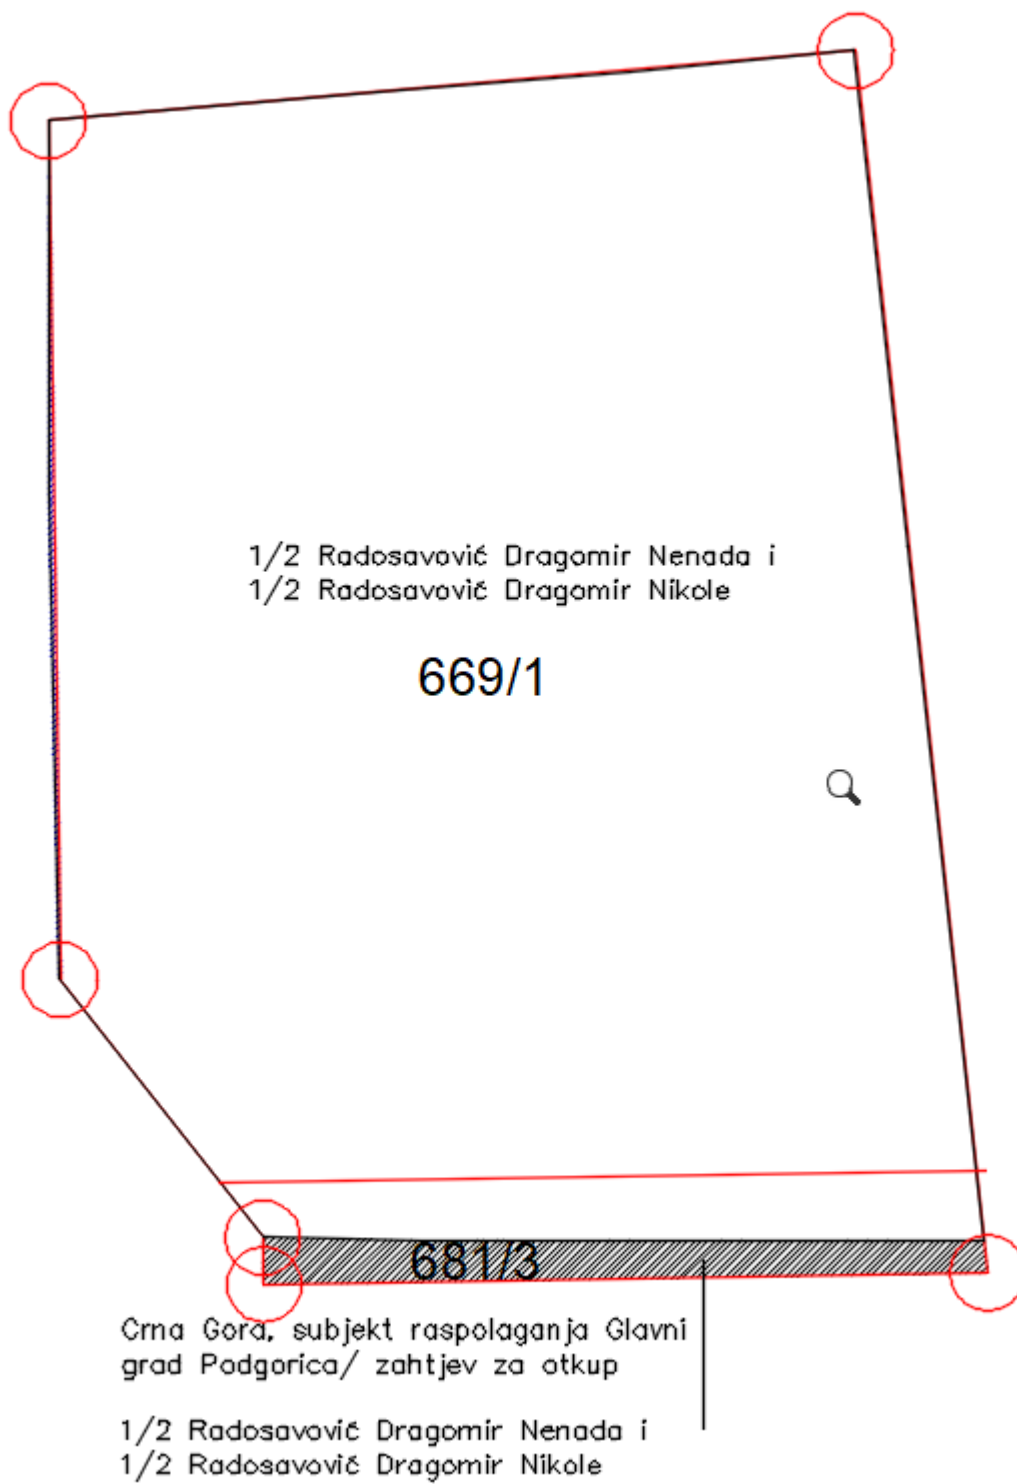 1/2 Radosavović Dragomir Nenada i
1/2 Radosavović Dragomir Nikole
669/1
681/3
Crna Gora, subjekt raspolaganja Glavni
grad Podgorica/ zahtjev za otkup
1/2 Radosavović Dragomir Nenada i
1/2 Radosavović Dragomir Nikole